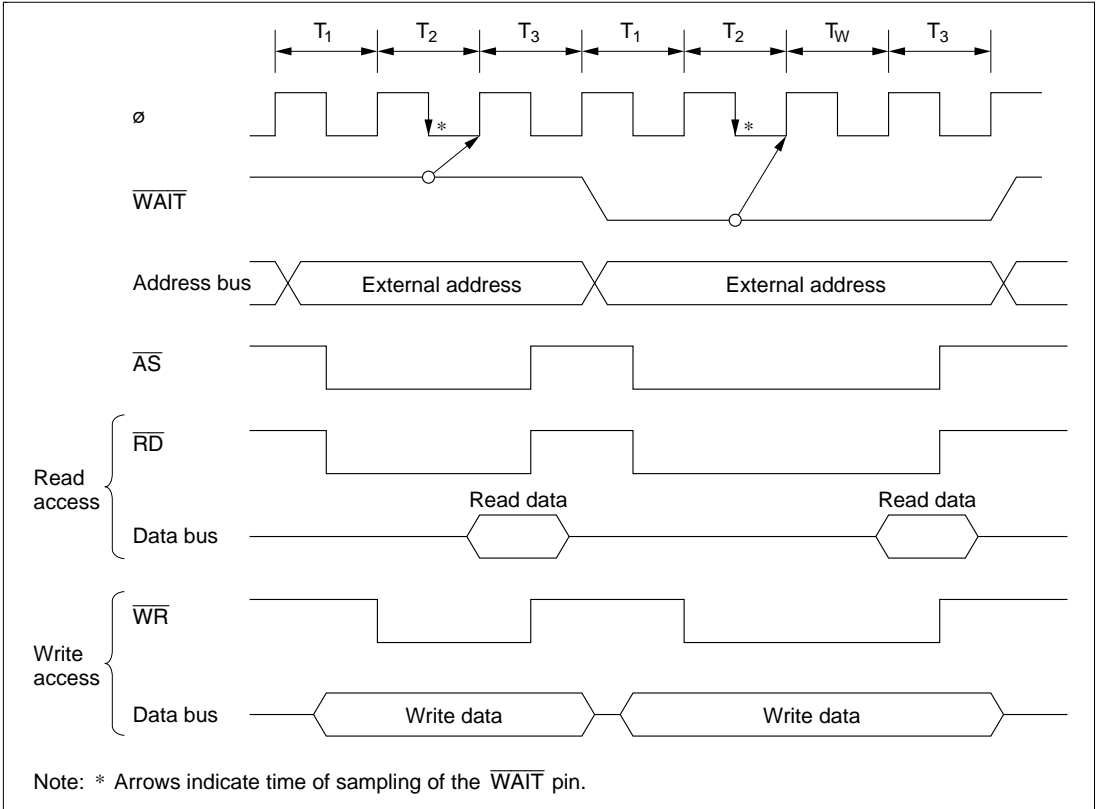 T1 T2 T3 T1 T2 TW T3
ø
*
*
WAIT
Address bus
External address
External address
AS
Read access
RD
Read data
Read data
Data bus
Write access
WR
Data bus
Write data
Write data
Note: * Arrows indicate time of sampling of the WAIT pin.